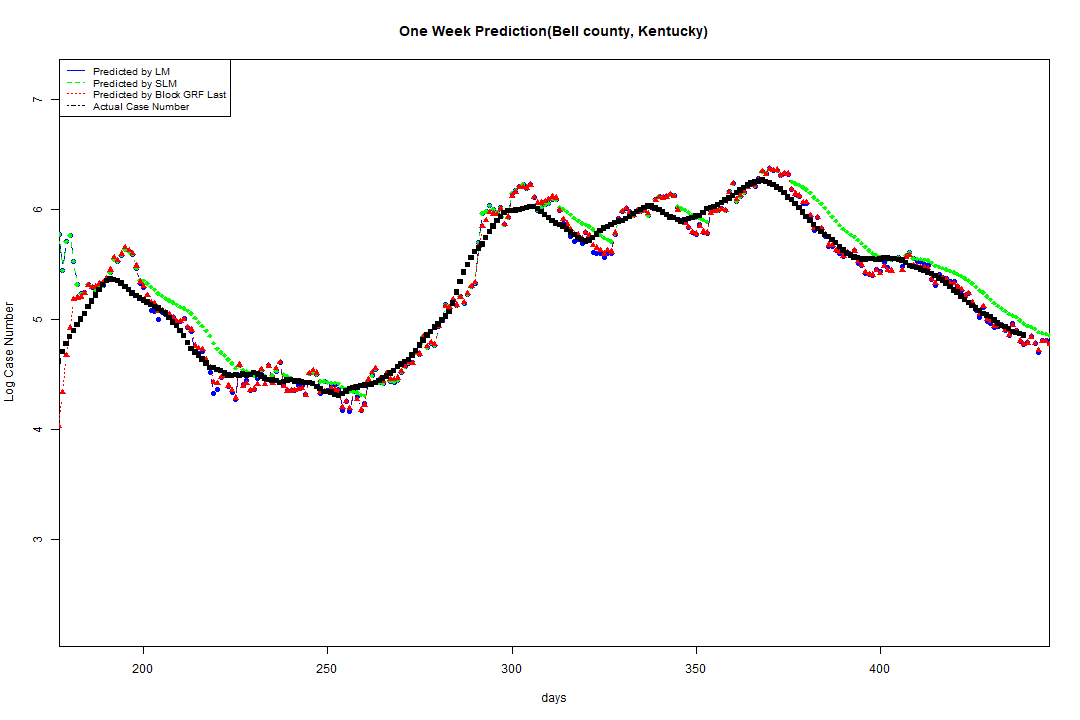 One Week Prediction(Bell county, Kentucky)
Predicted by LM
Predicted by SLM
Predicted by Block GRF Last
Actual Case Number
7
6
5
4
3
Log Case Number
200 250 300 350 400
days